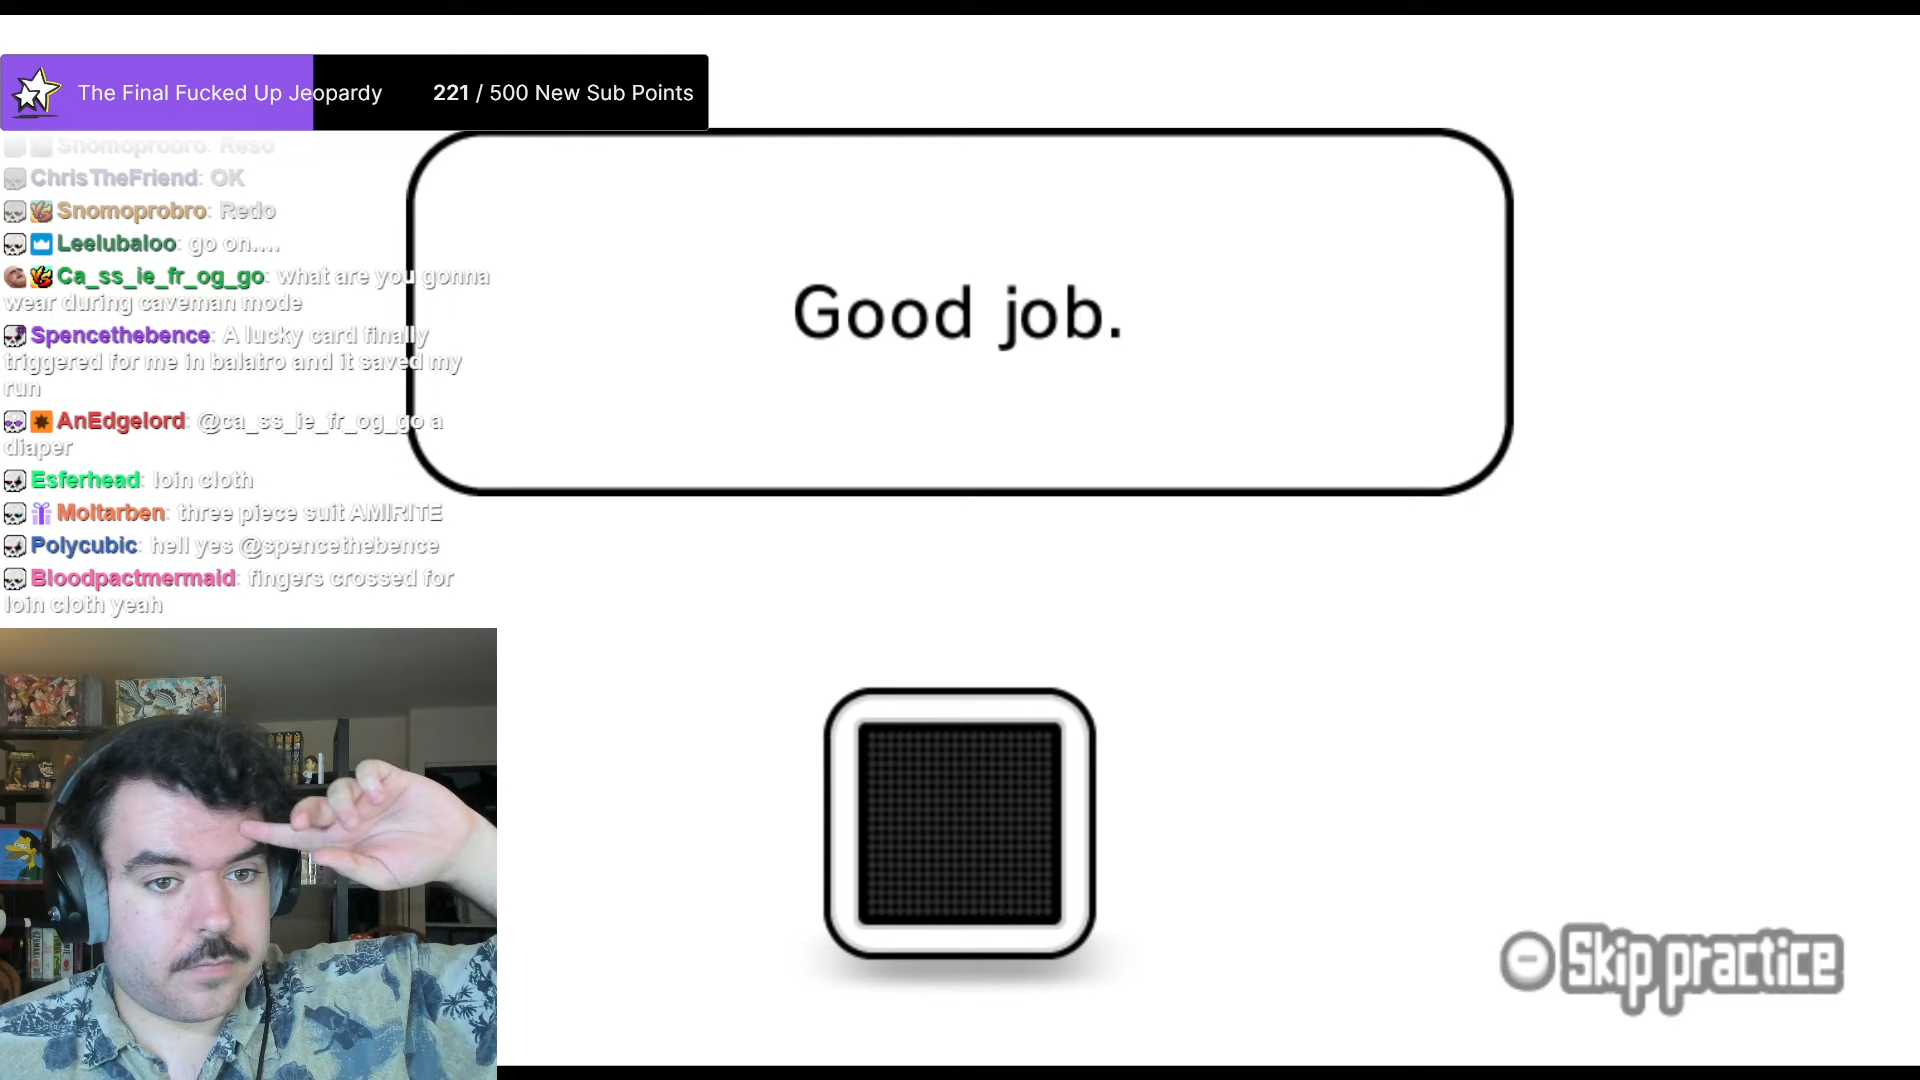 The Final Fucked Up Jeopardy 221 / 500 New Sub Points
Snomoprobro: Reso
ChrisTheFriend: OK
Snomoprobro: Redo
Leelubaloo: go on....
Ca_ss_ie_fr_og_go: what are you gonna
wear during caveman mode
Spencethebence: A lucky card finally
triggered for me in balatro and it saved my
run
AnEdgelord: @ca_ss_ie_fr_og_go a
diaper
Esferhead: loin cloth
Moltarben: three piece suit AMIRITE
Polycubic: hell yes @spencethebence
Bloodpactmermaid: fingers crossed for
loin cloth yeah
Good job.
Skip practice